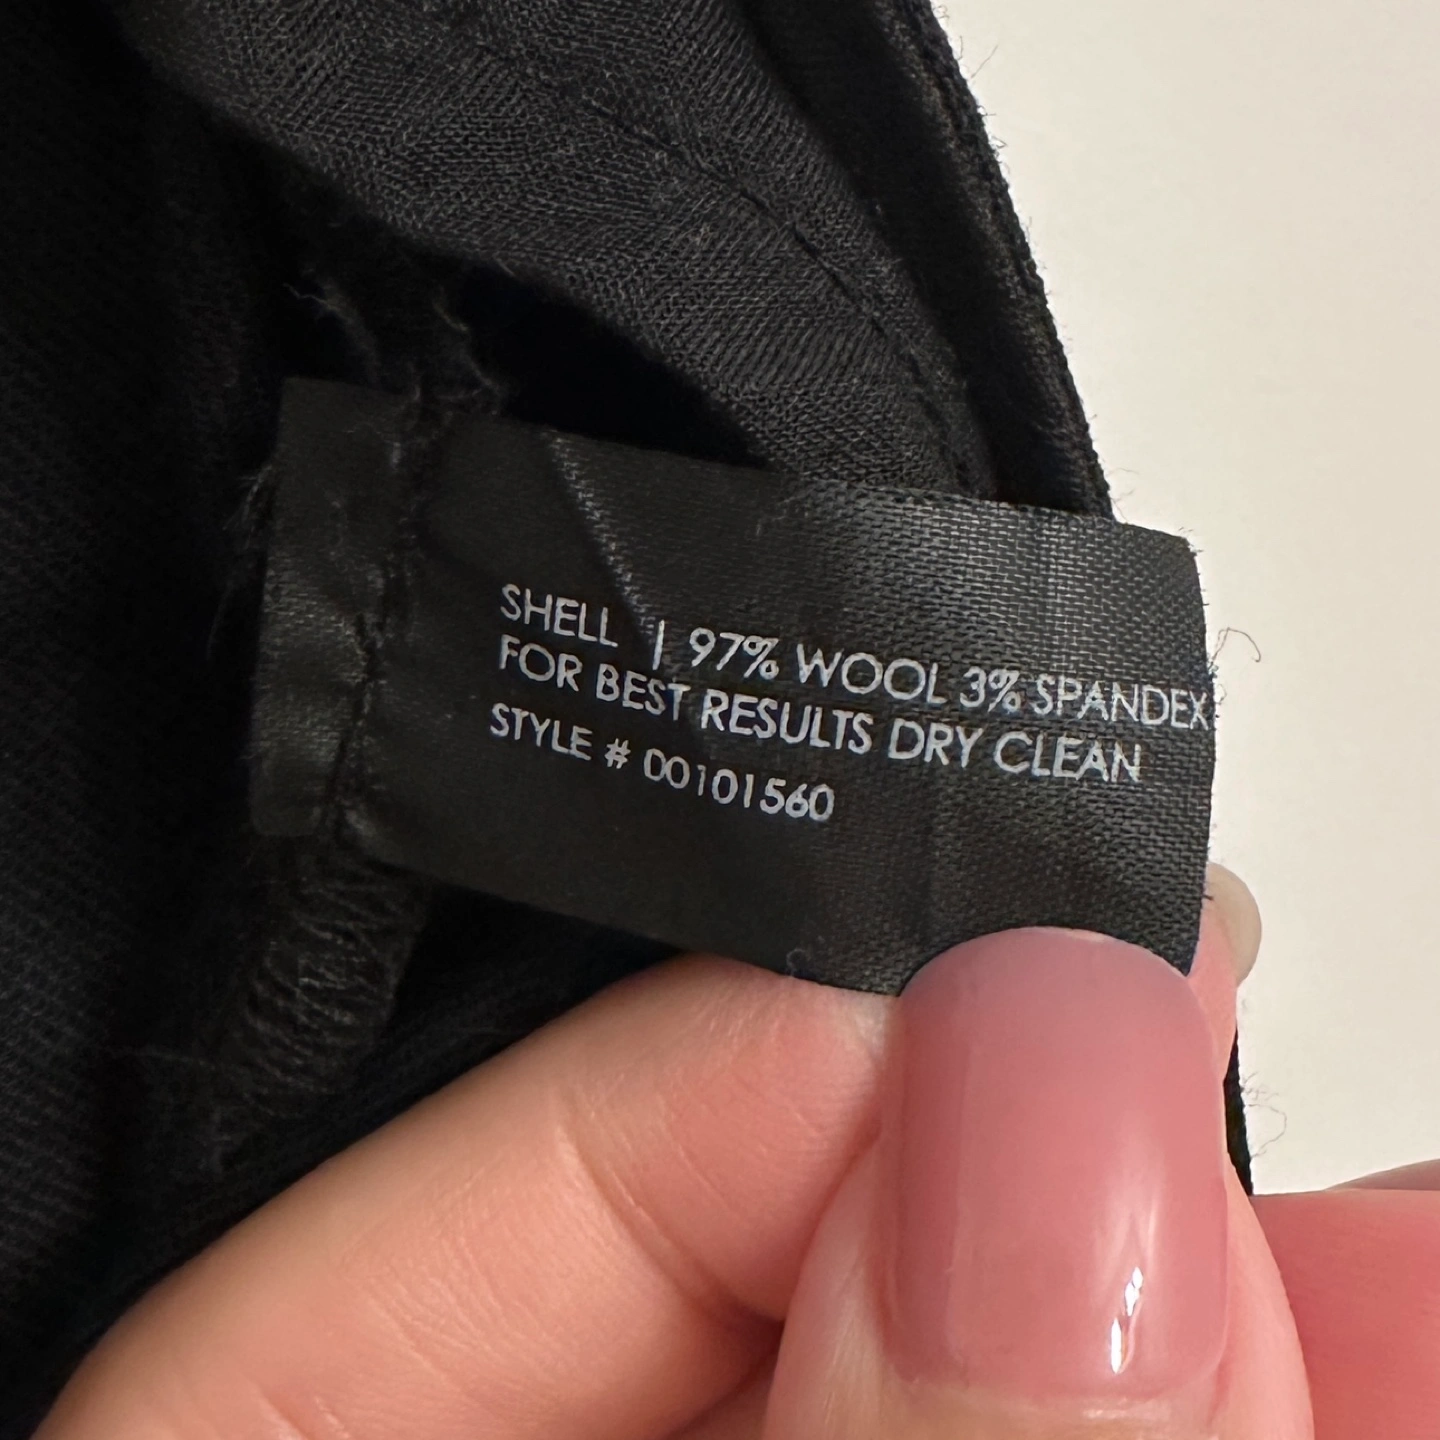 SHELL | 97% WOOL 3% SPANDEX
FOR BEST RESULTS DRY CLEAN
STYLE # 00101560